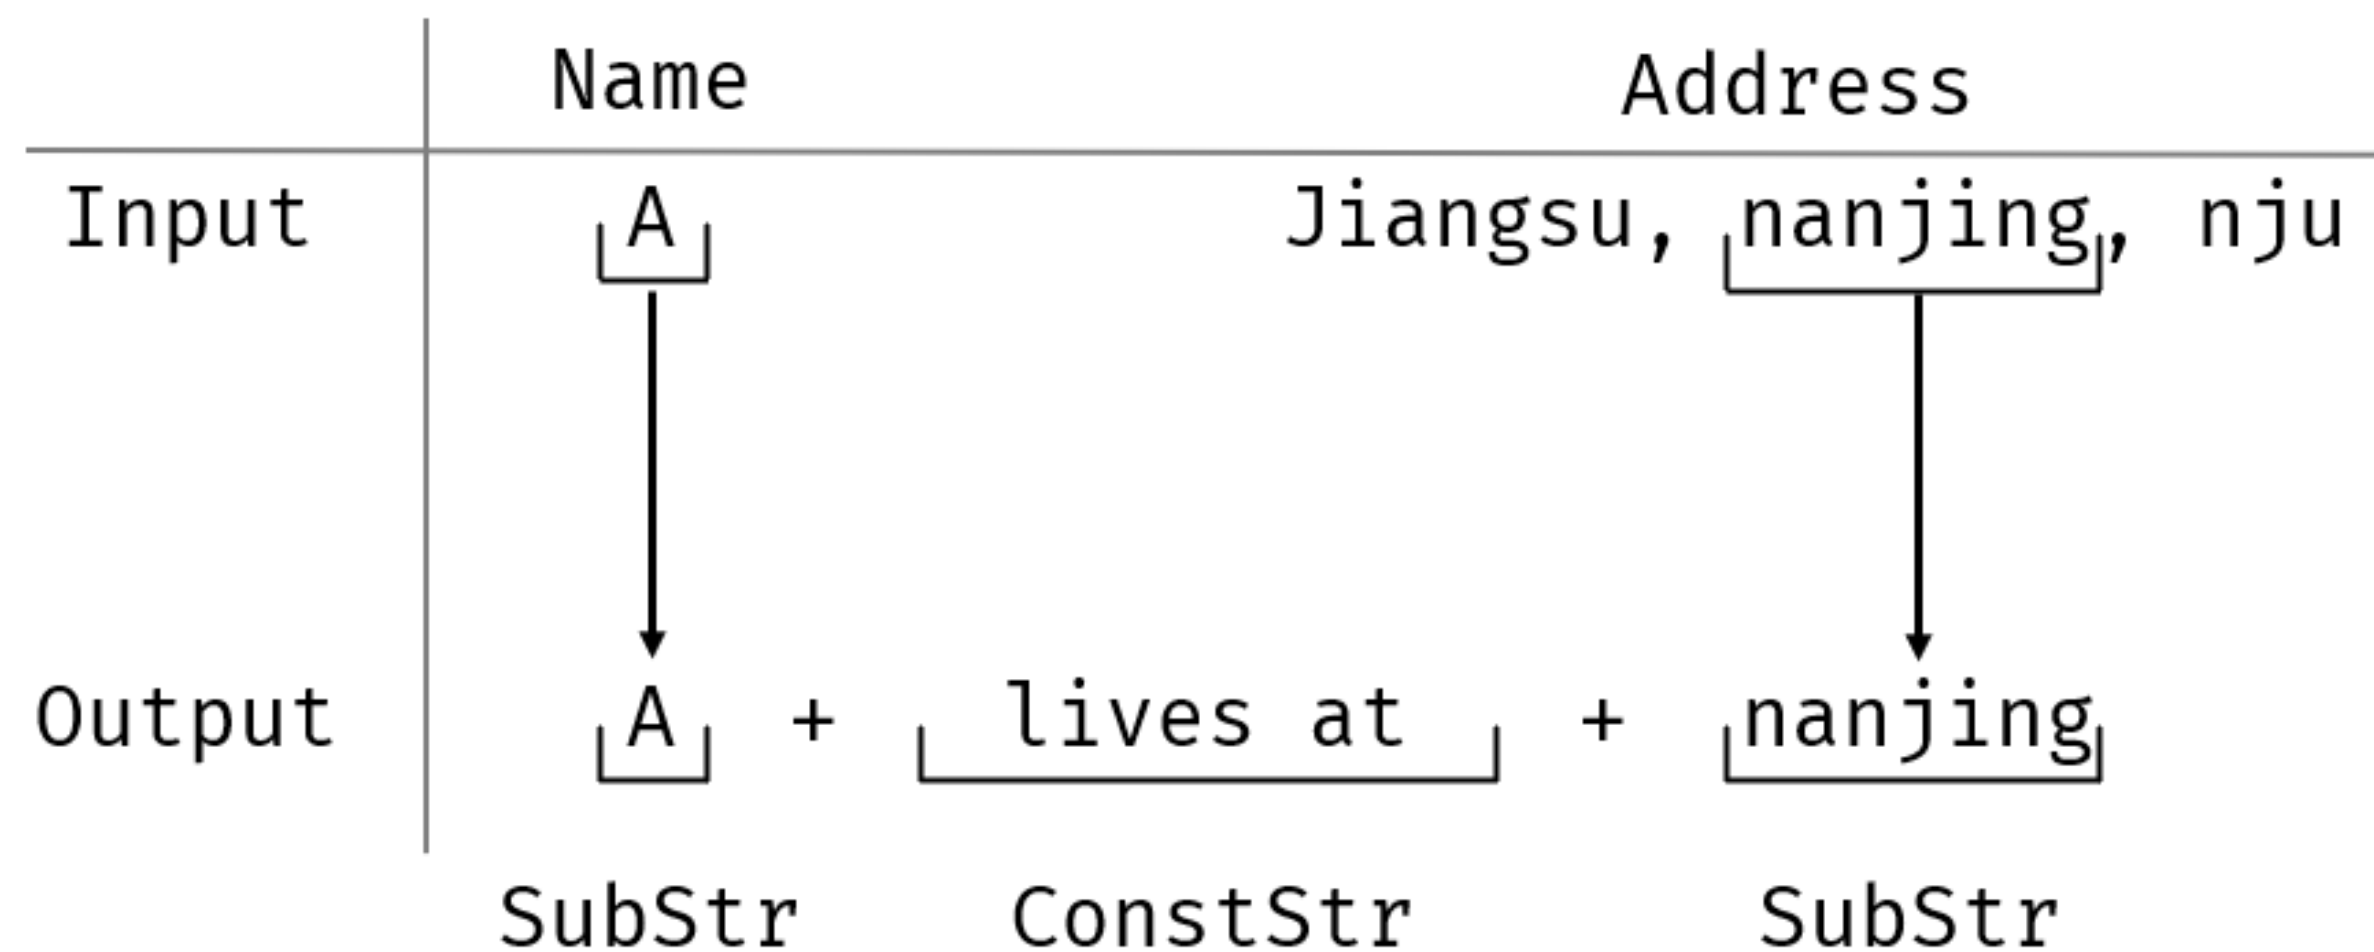 Name Address
Input A Jiangsu, nanjing, nju
Output A + lives at + nanjing
SubStr ConstStr SubStr